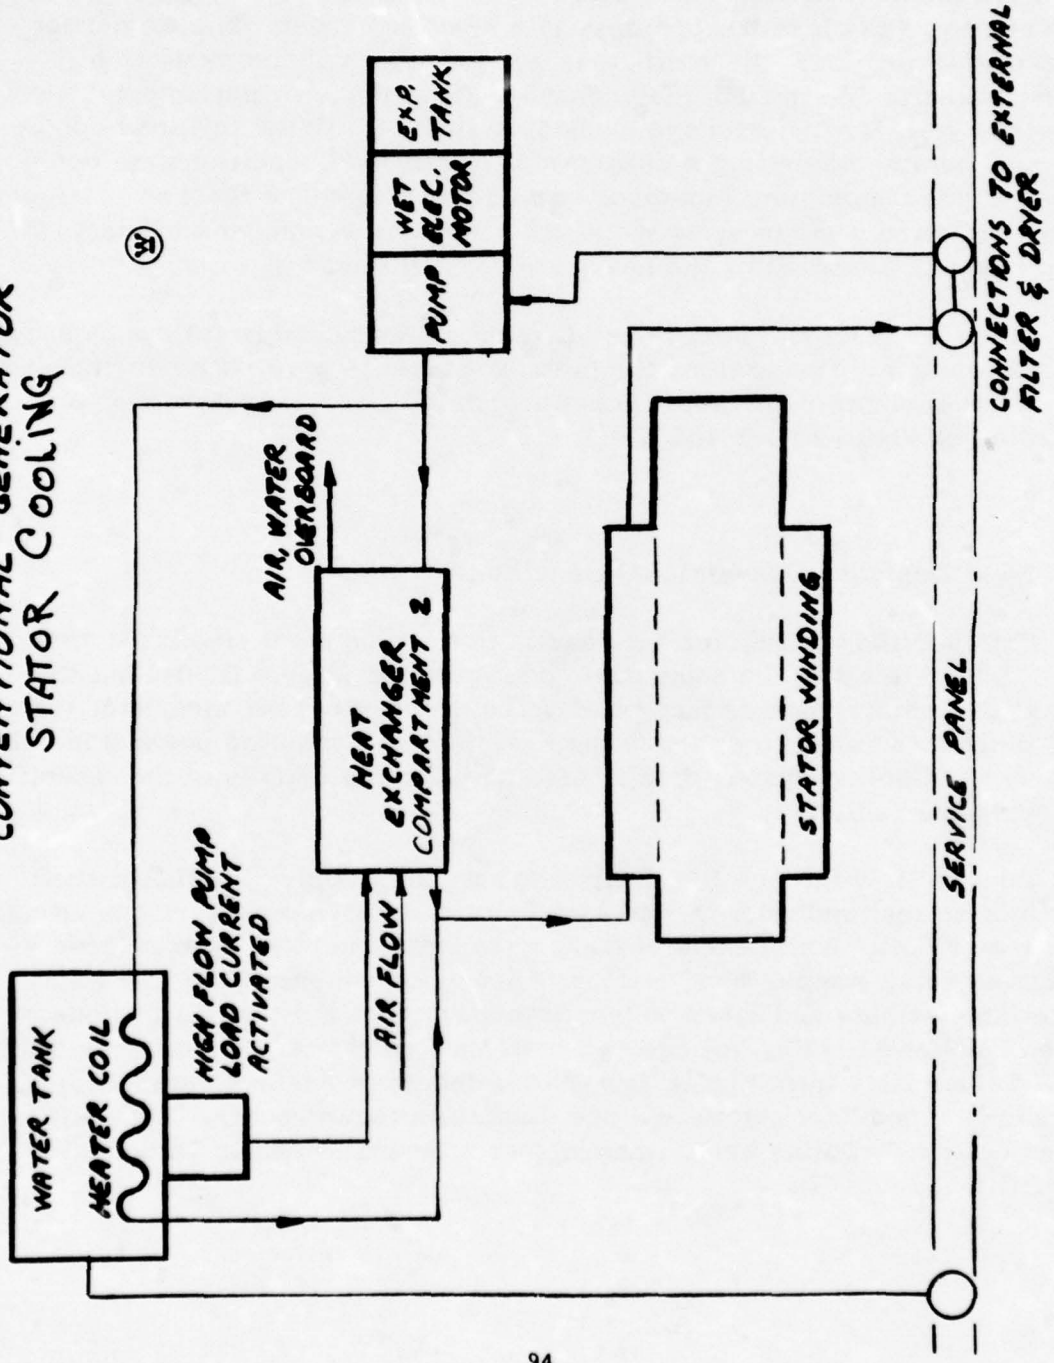 CONVENTIONAL GENERATOR
STATOR COOLING
W
WATER TANK
HEATER COIL
HIGH FLOW PUMP
LOAD CURRENT
ACTIVATED
AIR FLOW
AIR, WATER
OVERBOARD
HEAT
EXCHANGER
COMPARTMENT 2
PUMP
WET
ELEC.
MOTOR
EXP.
TANK
STATOR WINDING
SERVICE PANEL
CONNECTIONS TO EXTERNAL
FILTER & DRYER
94